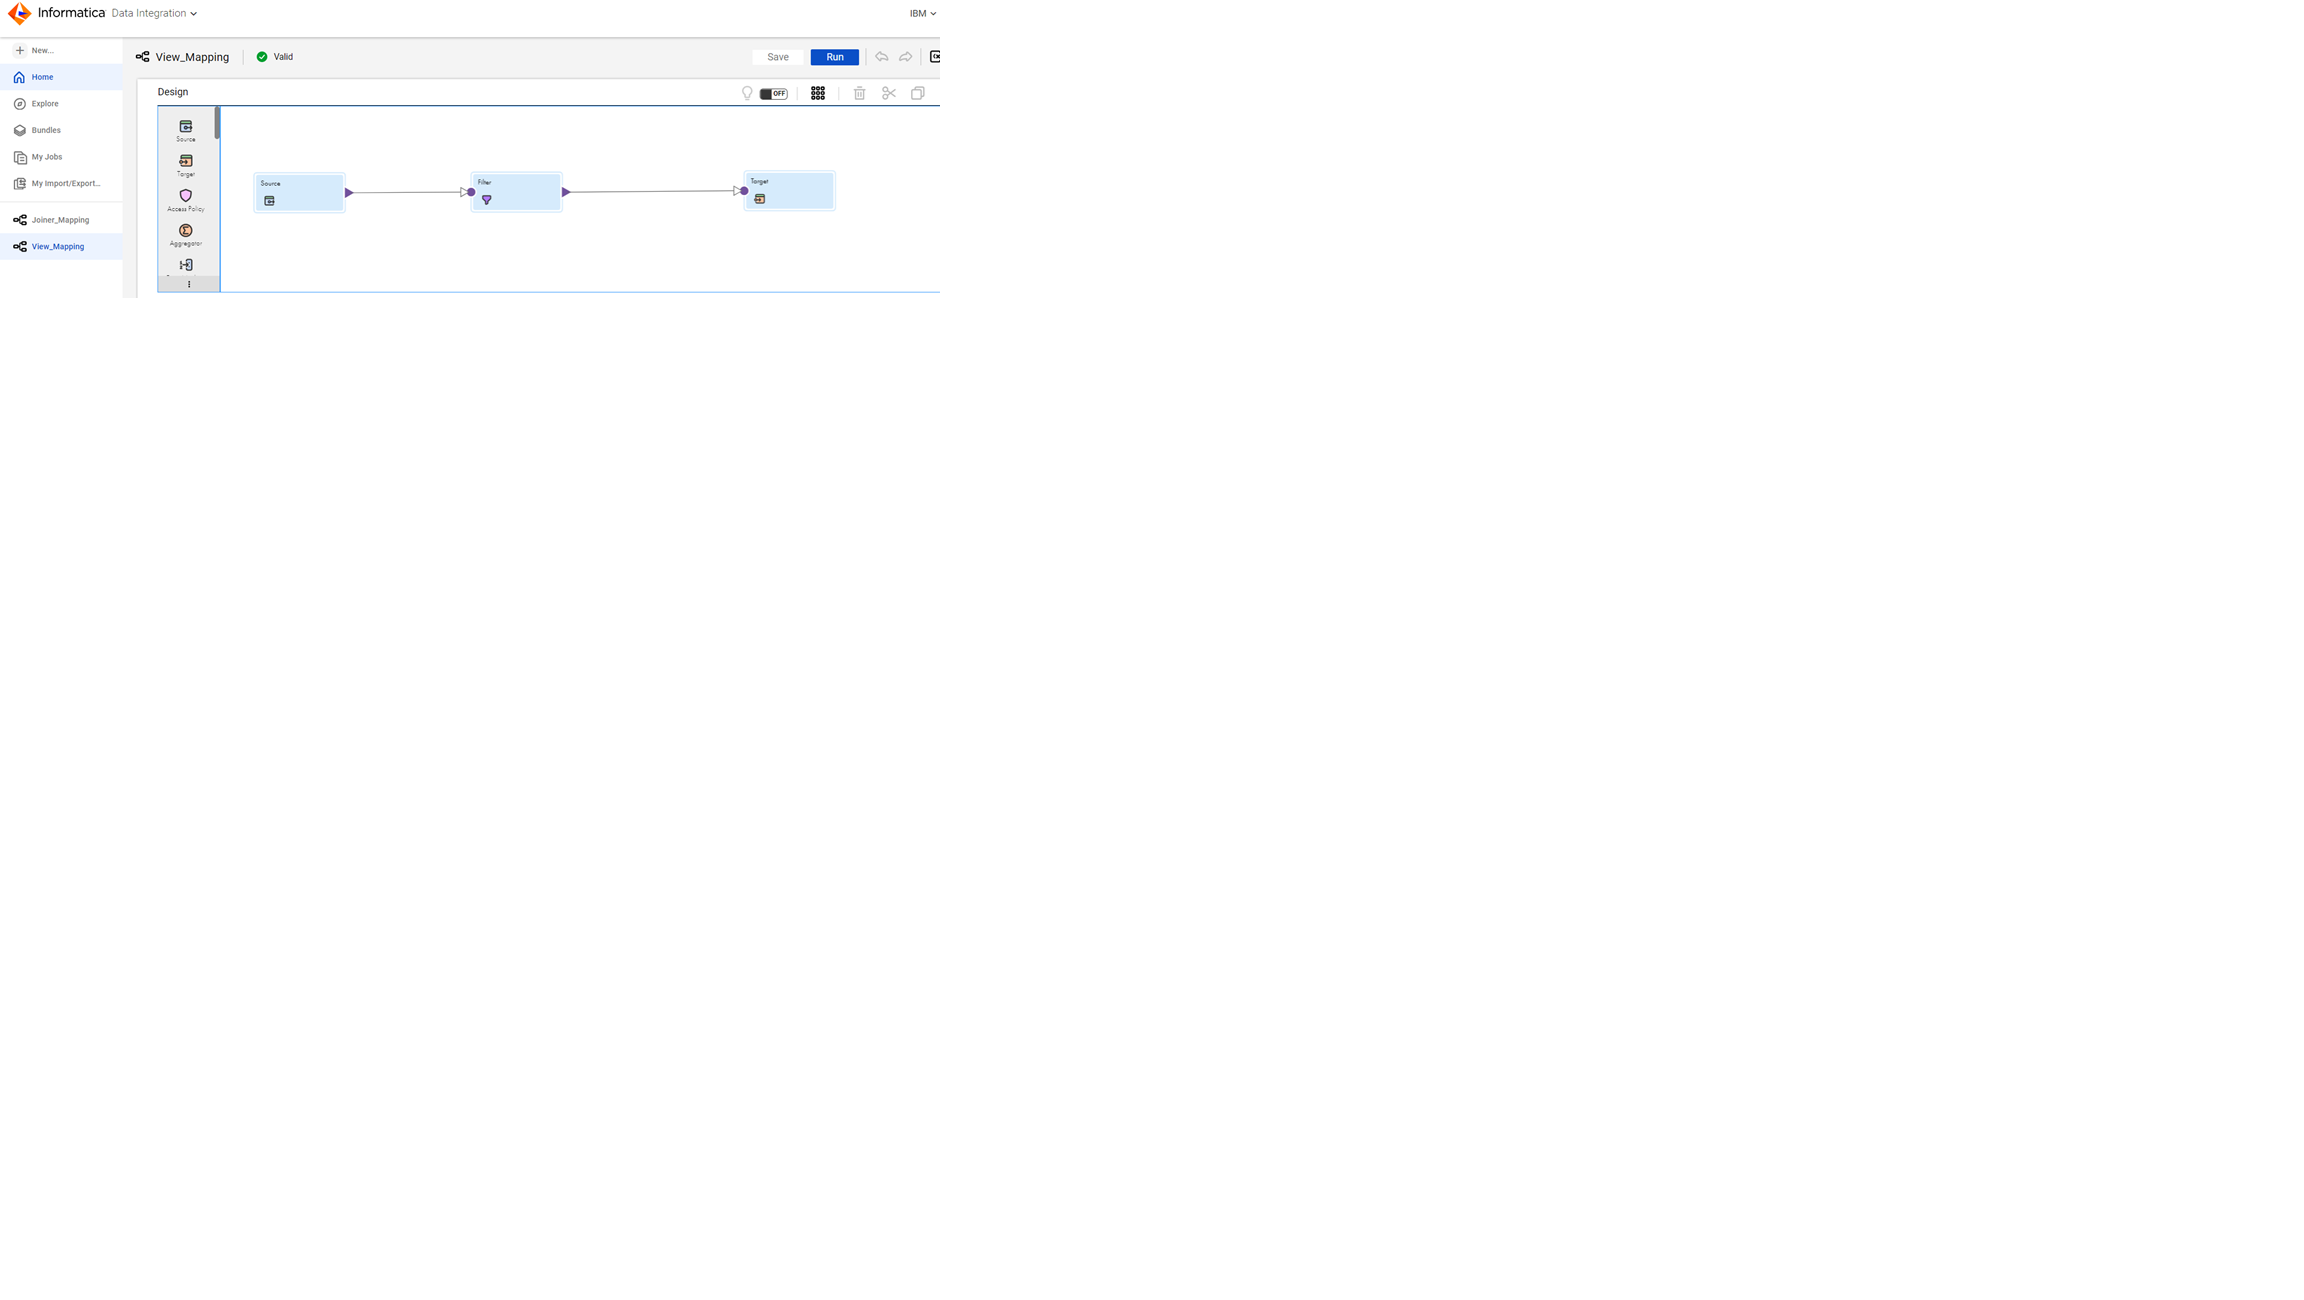 Informatica Data Integration
IBM
New...
Home
Explore
Bundles
My Jobs
My Import/Export...
Joiner_Mapping
View_Mapping
View_Mapping
Valid
Save
Run
Design
OFF
Source
Target
Access Policy
Aggregator
Source
Filter
Target